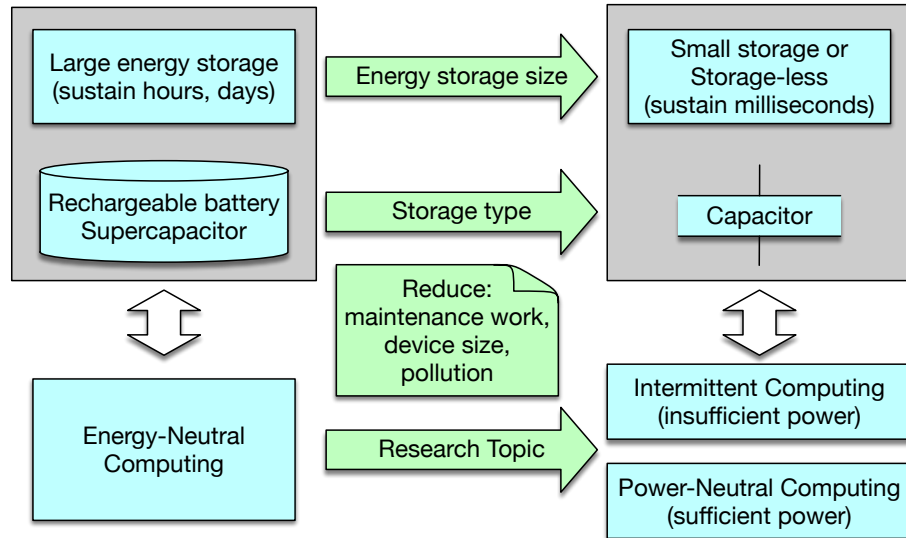 Large energy storage
(sustain hours, days)
Energy storage size
Small storage or
Storage-less
(sustain milliseconds)
Rechargeable battery
Supercapacitor
Storage type
Capacitor
Reduce:
maintenance work,
device size,
pollution
Energy-Neutral
Computing
Research Topic
Intermittent Computing
(insufficient power)
Power-Neutral Computing
(sufficient power)